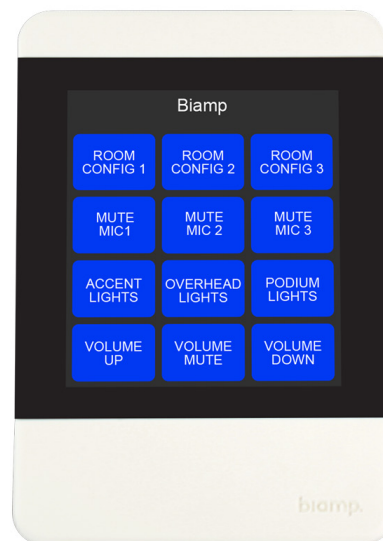 Biamp
ROOM CONFIG 1
ROOM CONFIG 2
ROOM CONFIG 3
MUTE MIC1
MUTE MIC 2
MUTE MIC 3
ACCENT LIGHTS
OVERHEAD LIGHTS
PODIUM LIGHTS
VOLUME UP
VOLUME MUTE
VOLUME DOWN
biamp.